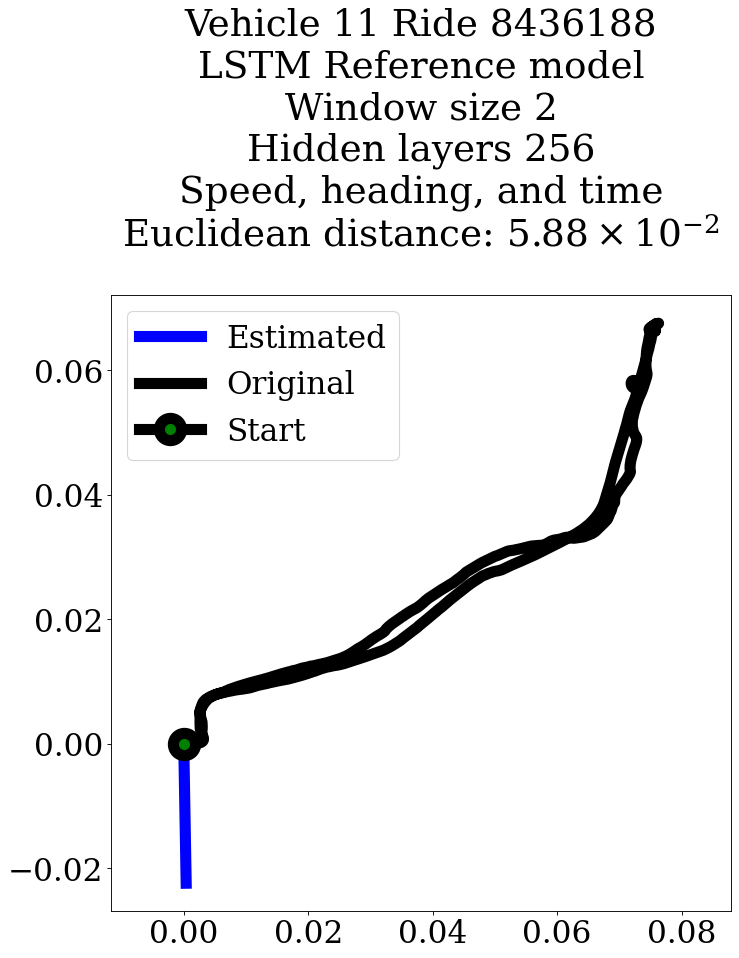 Vehicle 11 Ride 8436188
LSTM Reference model
Window size 2
Hidden layers 256
Speed, heading, and time
Euclidean distance: 5.88 × 10⁻²
Estimated
Original
Start
0.06
0.04
0.02
0.00
−0.02
0.00 0.02 0.04 0.06 0.08